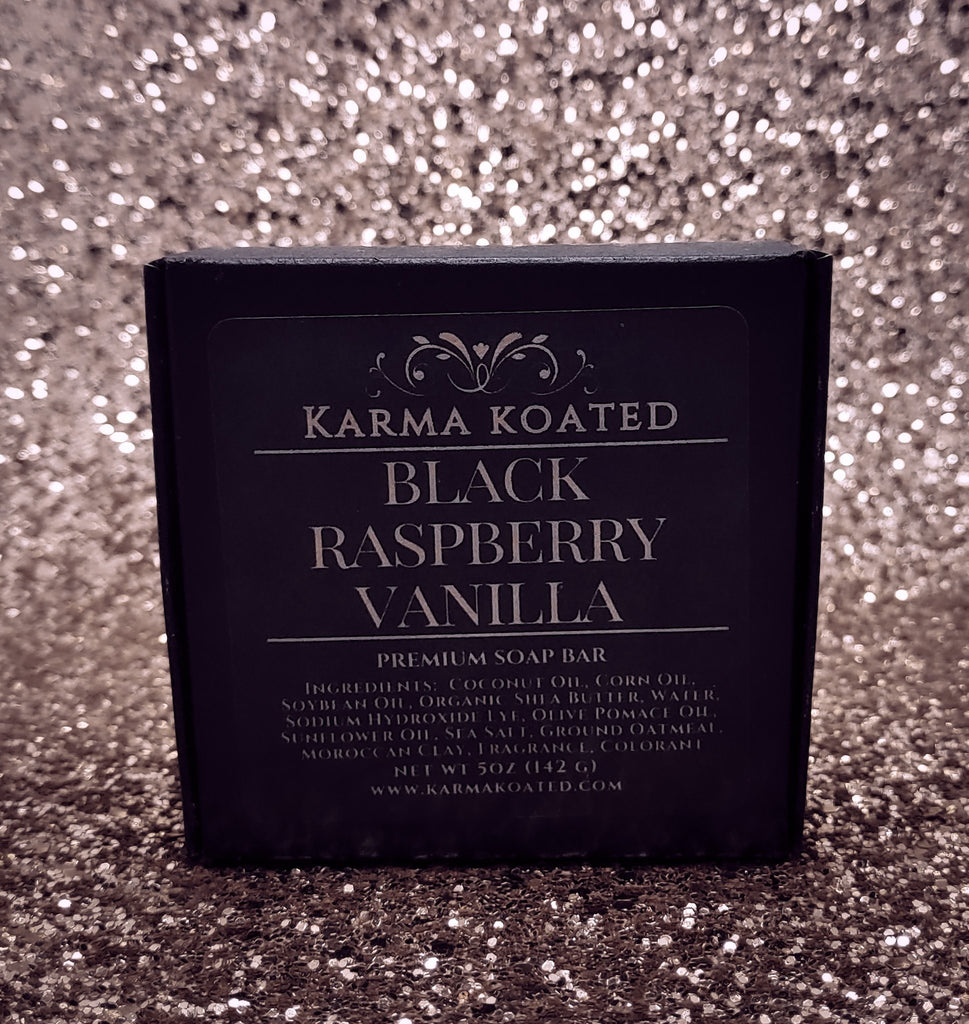 KARMA KOATED
BLACK
RASPBERRY
VANILLA
PREMIUM SOAP BAR
INGREDIENTS: COCONUT OIL, CORN OIL,
SOYBEAN OIL, ORGANIC SHEA BUTTER, WATER,
SODIUM HYDROXIDE LYE, OLIVE POMACE OIL,
SUNFLOWER OIL, SEA SALT, GROUND OATMEAL,
MOROCCAN CLAY, FRAGRANCE, COLORANT
NET WT 5OZ (142 G)
WWW.KARMAKOATED.COM